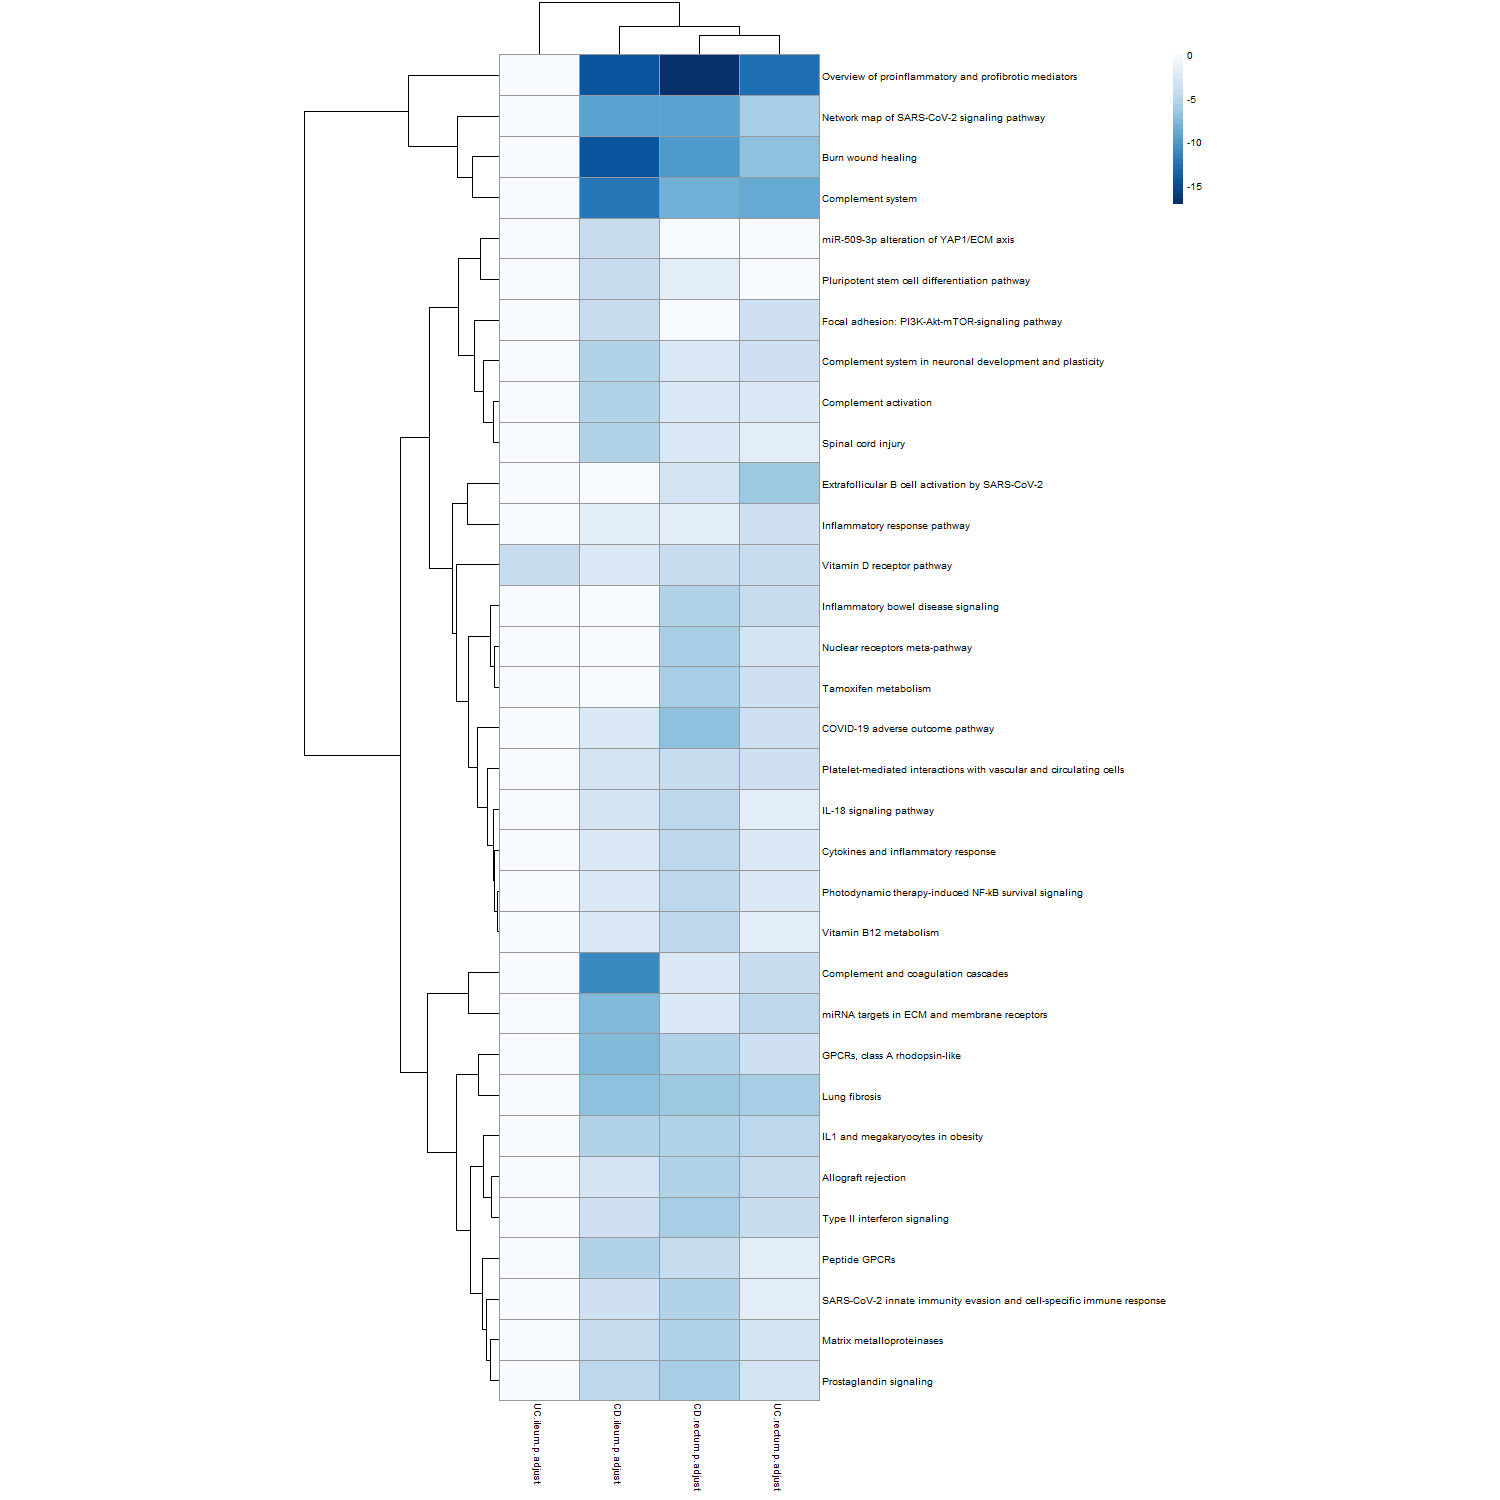 0
-5
-10
-15
Overview of proinflammatory and profibrotic mediators
Network map of SARS-CoV-2 signaling pathway
Burn wound healing
Complement system
miR-509-3p alteration of YAP1/ECM axis
Pluripotent stem cell differentiation pathway
Focal adhesion: PI3K-Akt-mTOR-signaling pathway
Complement system in neuronal development and plasticity
Complement activation
Spinal cord injury
Extrafollicular B cell activation by SARS-CoV-2
Inflammatory response pathway
Vitamin D receptor pathway
Inflammatory bowel disease signaling
Nuclear receptors meta-pathway
Tamoxifen metabolism
COVID-19 adverse outcome pathway
Platelet-mediated interactions with vascular and circulating cells
IL-18 signaling pathway
Cytokines and inflammatory response
Photodynamic therapy-induced NF-kB survival signaling
Vitamin B12 metabolism
Complement and coagulation cascades
miRNA targets in ECM and membrane receptors
GPCRs, class A rhodopsin-like
Lung fibrosis
IL1 and megakaryocytes in obesity
Allograft rejection
Type II interferon signaling
Peptide GPCRs
SARS-CoV-2 innate immunity evasion and cell-specific immune response
Matrix metalloproteinases
Prostaglandin signaling
UC.ileum.p.adjust
CD.ileum.p.adjust
CD.rectum.p.adjust
UC.rectum.p.adjust